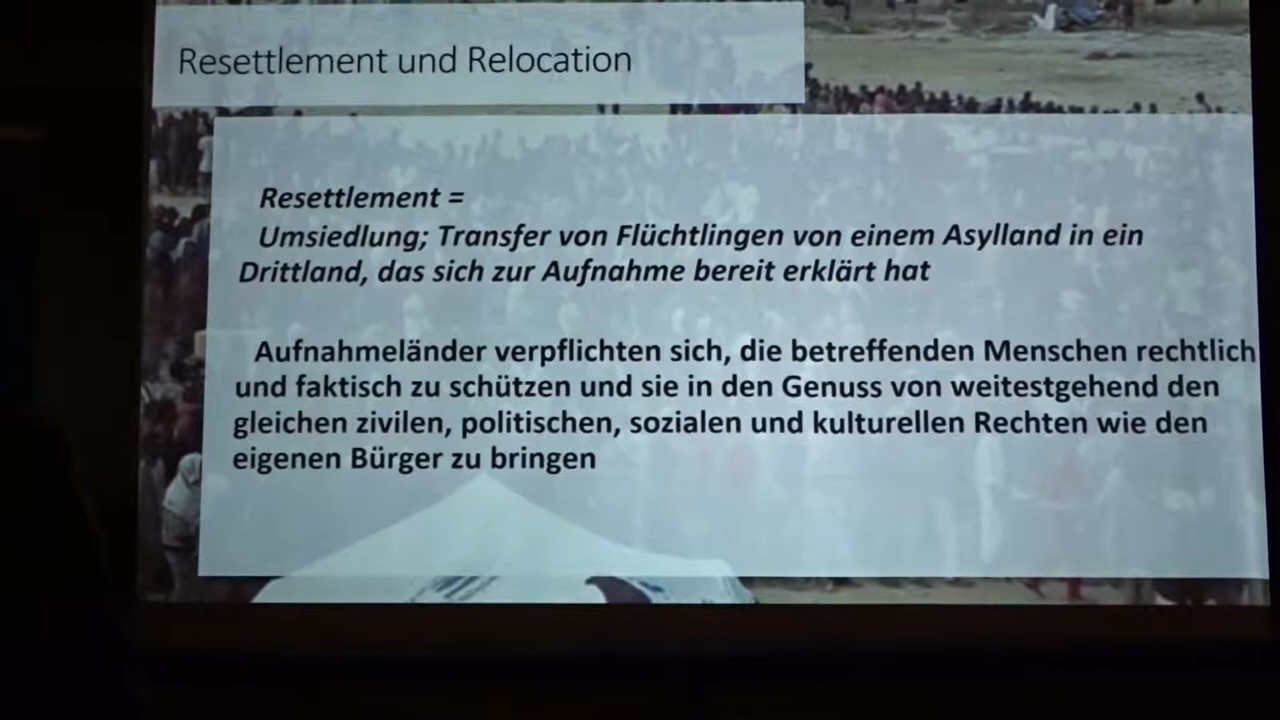 Resettlement und Relocation
Resettlement =
Umsiedlung; Transfer von Flüchtlingen von einem Asylland in ein
Drittland, das sich zur Aufnahme bereit erklärt hat
Aufnahmeländer verpflichten sich, die betreffenden Menschen rechtlich
und faktisch zu schützen und sie in den Genuss von weitestgehend den
gleichen zivilen, politischen, sozialen und kulturellen Rechten wie den
eigenen Bürger zu bringen